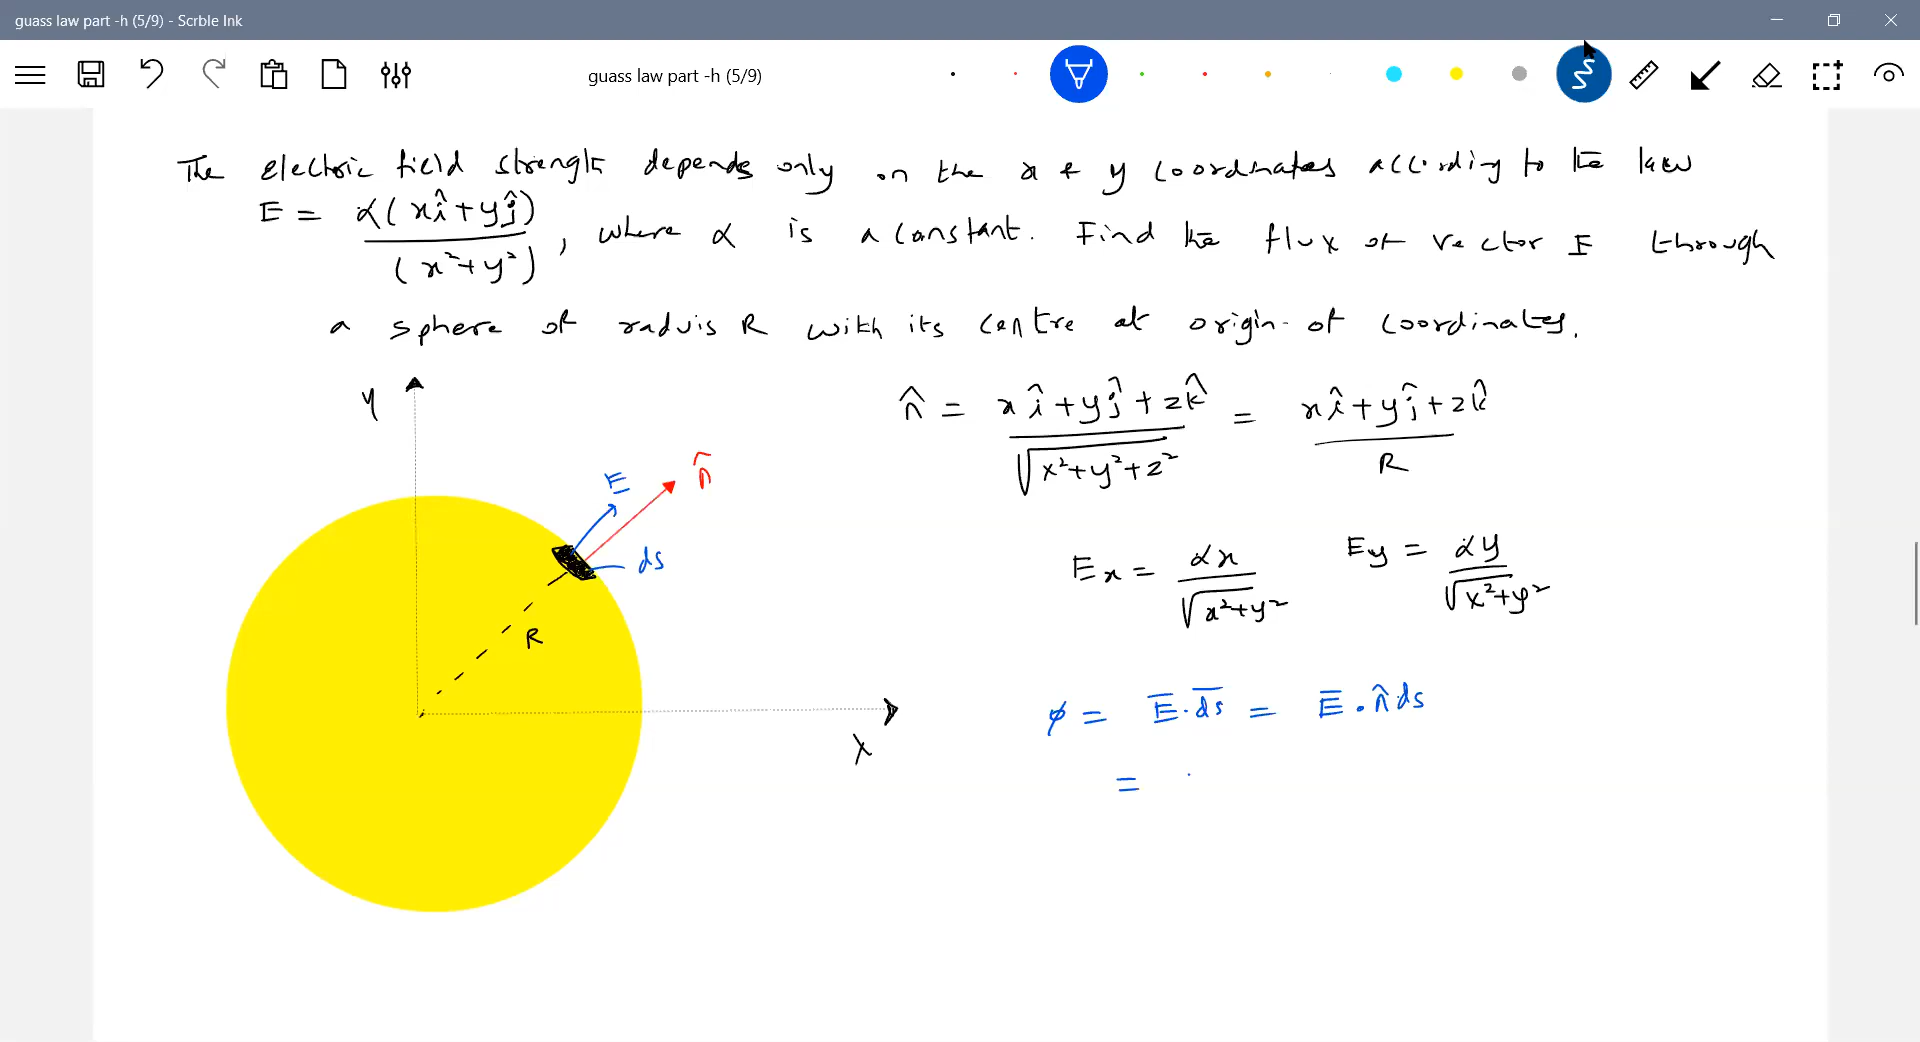 guass law part -h (5/9) - Scrble Ink
guass law part -h (5/9)
The electric field strength depends only on the x & y coordinates according to the law
E = α(xî+yĵ)/(x²+y²), where α is a constant. Find the flux of vector E through
a sphere of raduis R with its centre at origin of coordinates.
y
n̂ = (xî+yĵ+zk̂)/√(x²+y²+z²) = (xî+yĵ+zk̂)/R
E
n̂
ds
R
Ex = αx/√(x²+y²) Ey = αy/√(x²+y²)
x
ϕ = E̅.d̅s̅ = E̅.n̂ds
=